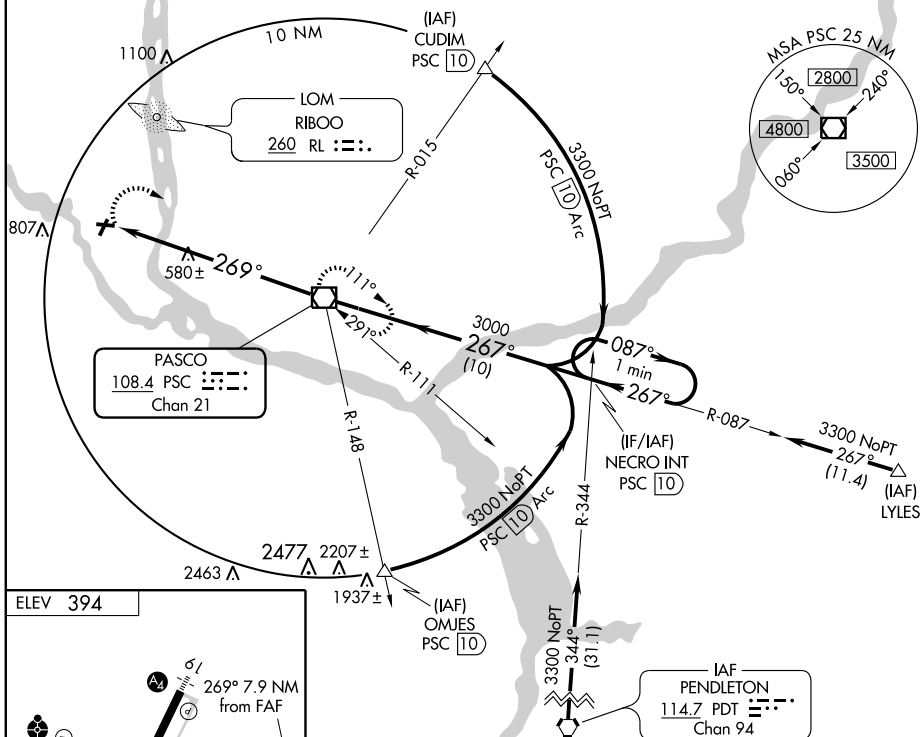 (IAF)
CUDIM
PSC 10
10 NM
1100
MSA PSC 25 NM
150°
2800
240°
4800
060°
3500
LOM
RIBOO
260 RL
R-015
3300 NoPT
PSC 10 Arc
807
580±
269°
111°
291°
3000
267°
(10)
087°
1 min
267°
R-087
3300 NoPT
267°
(11.4)
(IAF)
LYLES
PASCO
108.4 PSC
Chan 21
R-111
R-148
(IF/IAF)
NECRO INT
PSC 10
R-344
3300 NoPT
PSC 10 Arc
2463
2477
2207±
1937±
(IAF)
OMJES
PSC 10
3300 NoPT
344°
(31.1)
IAF
PENDLETON
114.7 PDT
Chan 94
ELEV 394
A4
19
P
269° 7.9 NM
from FAF